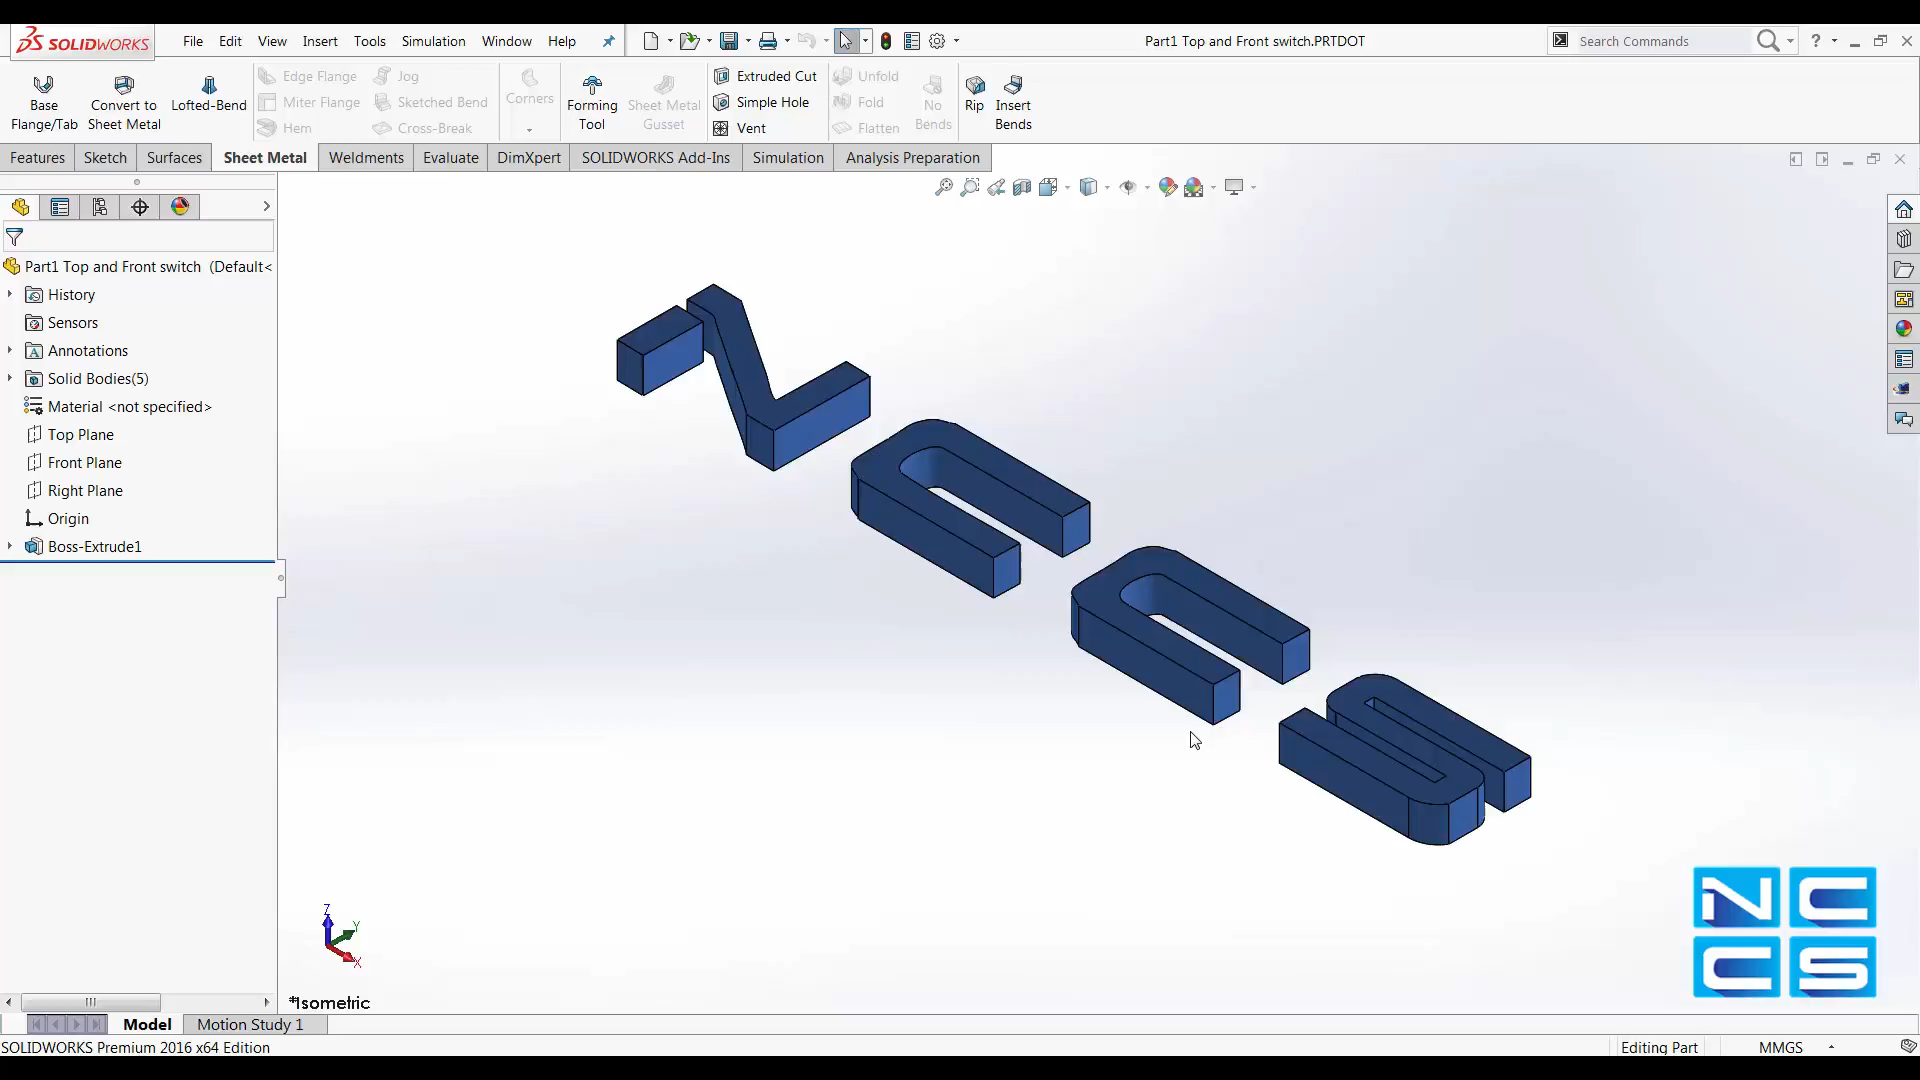 SOLIDWORKS
File Edit View Insert Tools Simulation Window Help
Part1 Top and Front switch.PRTDOT
Search Commands
Base Flange/Tab
Convert to Sheet Metal
Lofted-Bend
Edge Flange
Miter Flange
Hem
Jog
Sketched Bend
Cross-Break
Corners
Forming Tool
Sheet Metal Gusset
Extruded Cut
Simple Hole
Vent
Unfold
Fold
Flatten
No Bends
Rip
Insert Bends
Features Sketch Surfaces Sheet Metal Weldments Evaluate DimXpert SOLIDWORKS Add-Ins Simulation Analysis Preparation
Part1 Top and Front switch (Default<
History
Sensors
Annotations
Solid Bodies(5)
Material <not specified>
Top Plane
Front Plane
Right Plane
Origin
Boss-Extrude1
NCCS
Z
Y
X
*Isometric
NC
CS
Model Motion Study 1
SOLIDWORKS Premium 2016 x64 Edition
Editing Part
MMGS